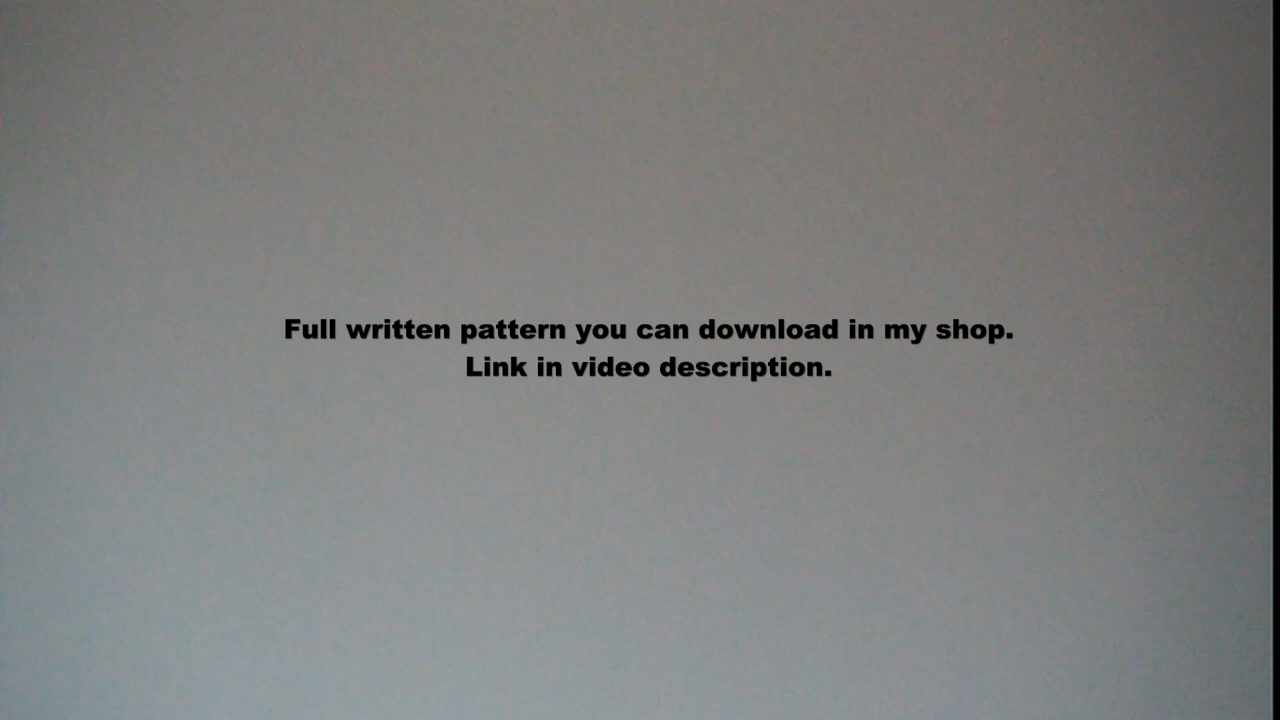 Full written pattern you can download in my shop.
Link in video description.